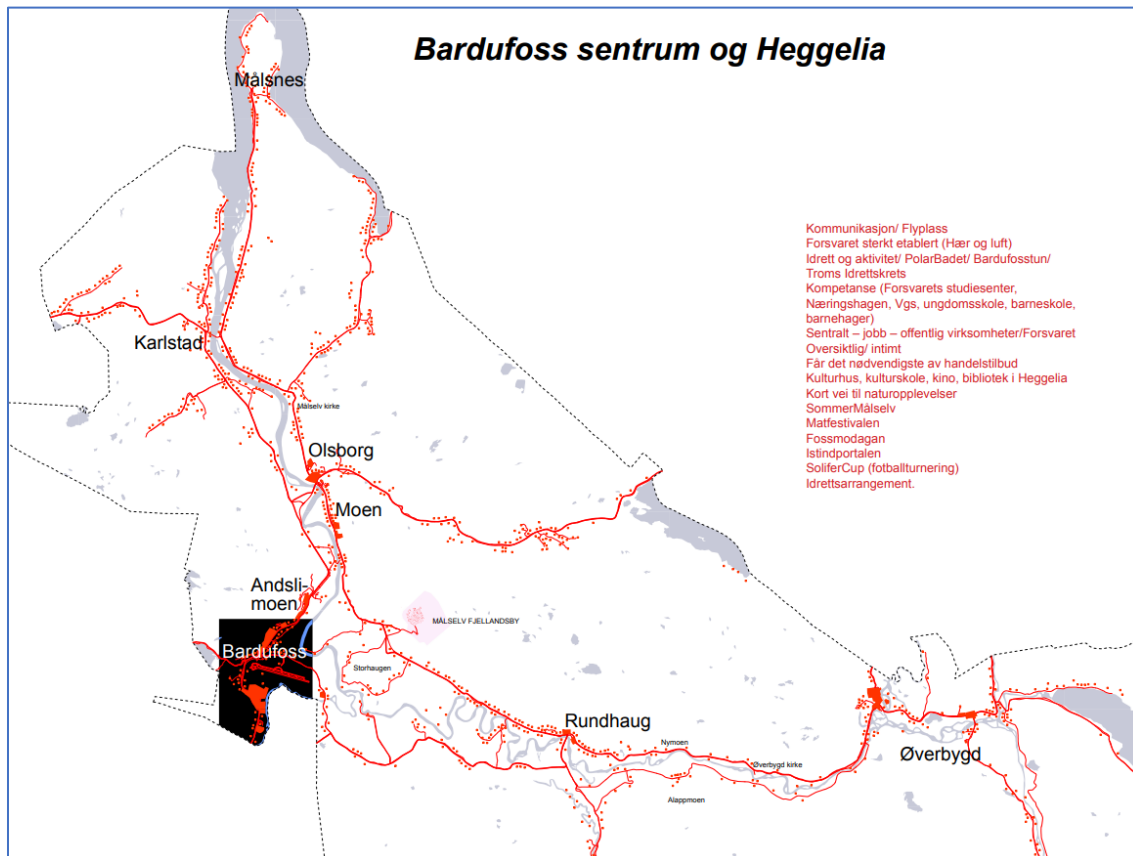 Bardufoss sentrum og Heggelia
Målsnes
Kommunikasjon/ Flyplass
Forsvaret sterkt etablert (Hær og luft)
Idrett og aktivitet/ PolarBadet/ Bardufosstun/
Troms Idrettskrets
Kompetanse (Forsvarets studiesenter,
Næringshagen, Vgs, ungdomsskole, barneskole,
barnehager)
Sentralt – jobb – offentlig virksomheter/Forsvaret
Oversiktlig/ intimt
Får det nødvendigste av handelstilbud
Kulturhus, kulturskole, kino, bibliotek i Heggelia
Kort vei til naturopplevelser
SommerMålselv
Matfestivalen
Fossmodagan
Istindportalen
SoliferCup (fotballturnering)
Idrettsarrangement.
Karlstad
Målselv kirke
Olsborg
Moen
Andsli-
moen
MÅLSELV FJELLANDSBY
Bardufoss
Storhaugen
Rundhaug
Nymoen
Øverbygd
Øverbygd kirke
Alappmoen